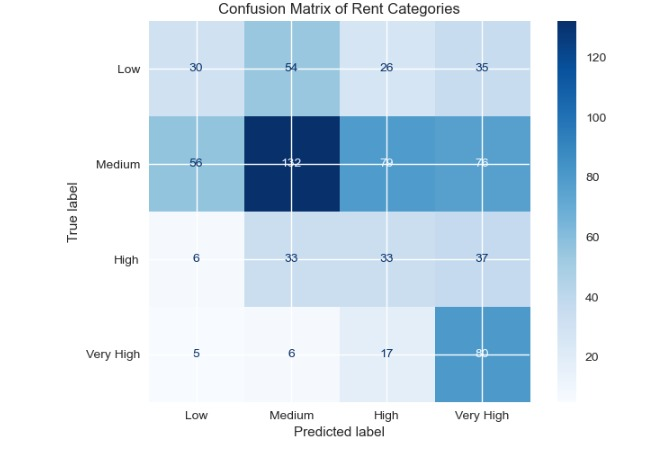 Confusion Matrix of Rent Categories
Low 30 54 26 35
Medium 56 132 79 76
High 6 33 33 37
Very High 5 6 17 80
Low Medium High Very High
Predicted label
True label
120
100
80
60
40
20